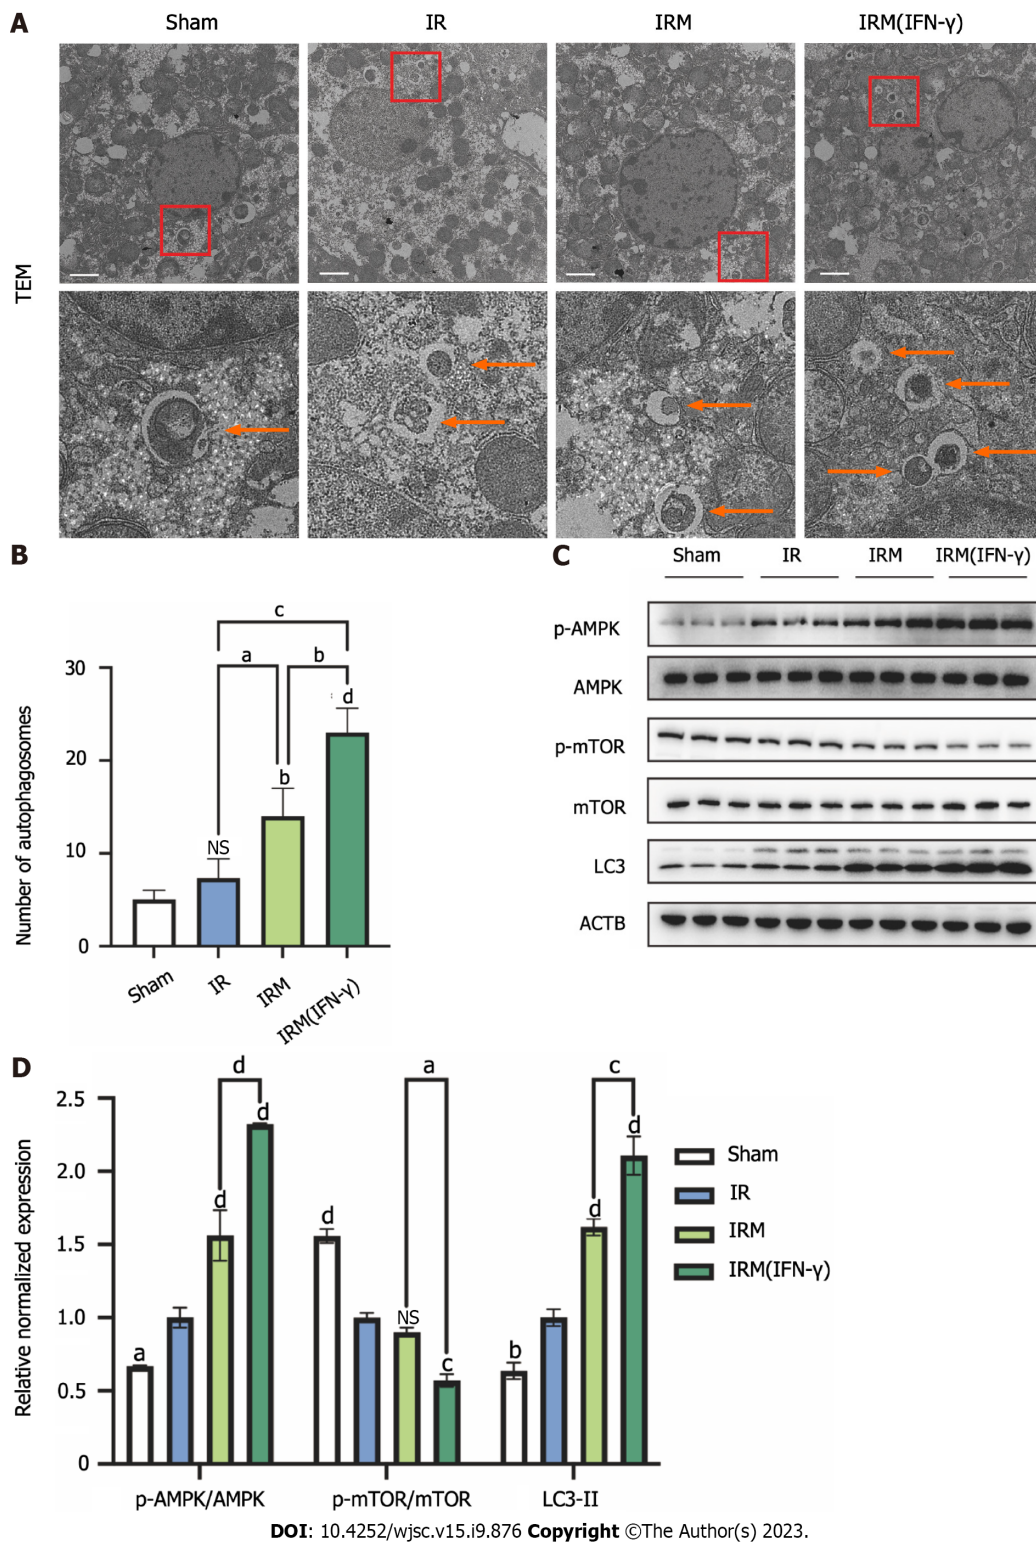 A
Sham IR IRM IRM(IFN-γ)
TEM
B
C
Sham IR IRM IRM(IFN-γ)
p-AMPK
AMPK
p-mTOR
mTOR
LC3
ACTB
c
a b
d
b
NS
Number of autophagosomes
30
20
10
0
Sham IR IRM IRM(IFN-γ)
D
d a c
d
d
a
d
NS
c
b
d
d
Relative normalized expression
2.5
2.0
1.5
1.0
0.5
0
p-AMPK/AMPK p-mTOR/mTOR LC3-II
Sham
IR
IRM
IRM(IFN-γ)
DOI: 10.4252/wjsc.v15.i9.876 Copyright ©The Author(s) 2023.